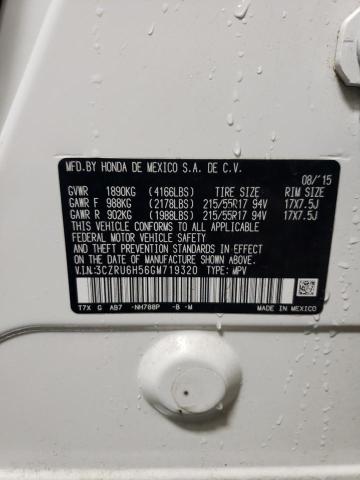 MFD.BY HONDA DE MEXICO S.A. DE C.V.
08/'15
GVWR 1890KG (4166LBS) TIRE SIZE RIM SIZE
GAWR F 988KG (2178LBS) 215/55R17 94V 17X7.5J
GAWR R 902KG (1988LBS) 215/55R17 94V 17X7.5J
THIS VEHICLE CONFORMS TO ALL APPLICABLE
FEDERAL MOTOR VEHICLE SAFETY, BUMPER,
AND THEFT PREVENTION STANDARDS IN EFFECT
ON THE DATE OF MANUFACTURE SHOWN ABOVE.
V.I.N:3CZRU6H56GM719320 TYPE: MPV
T7X G AB7 -NH788P -B -M
MADE IN MEXICO